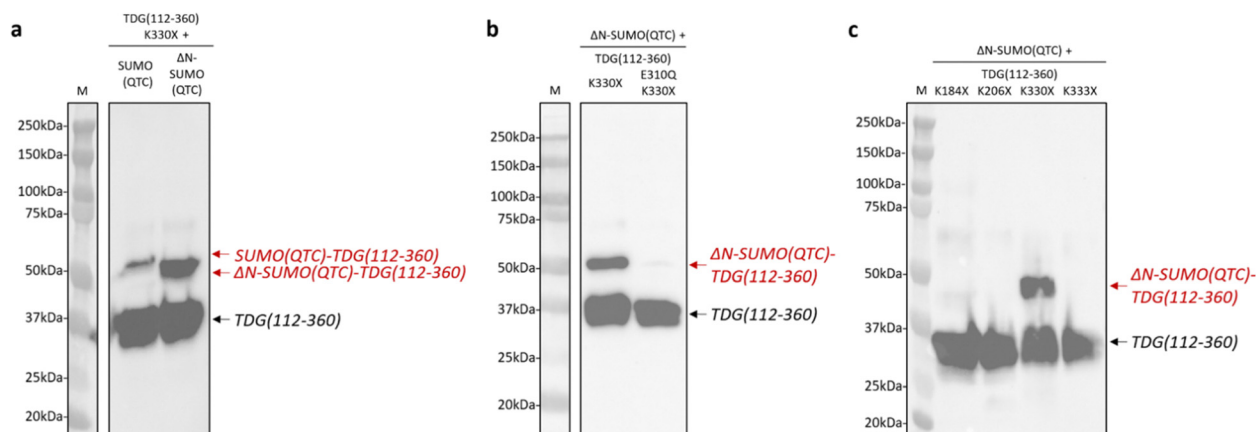 a
TDG(112-360)
K330X +
SUMO
(QTC)
ΔN-
SUMO
(QTC)
M
250kDa
150kDa
100kDa
75kDa
50kDa
37kDa
25kDa
20kDa
SUMO(QTC)-TDG(112-360)
ΔN-SUMO(QTC)-TDG(112-360)
TDG(112-360)
b
ΔN-SUMO(QTC) +
TDG(112-360)
M
K330X
E310Q
K330X
250kDa
150kDa
100kDa
75kDa
50kDa
37kDa
25kDa
20kDa
ΔN-SUMO(QTC)-
TDG(112-360)
TDG(112-360)
c
ΔN-SUMO(QTC) +
TDG(112-360)
M K184X K206X K330X K333X
250kDa
150kDa
100kDa
75kDa
50kDa
37kDa
25kDa
20kDa
ΔN-SUMO(QTC)-
TDG(112-360)
TDG(112-360)